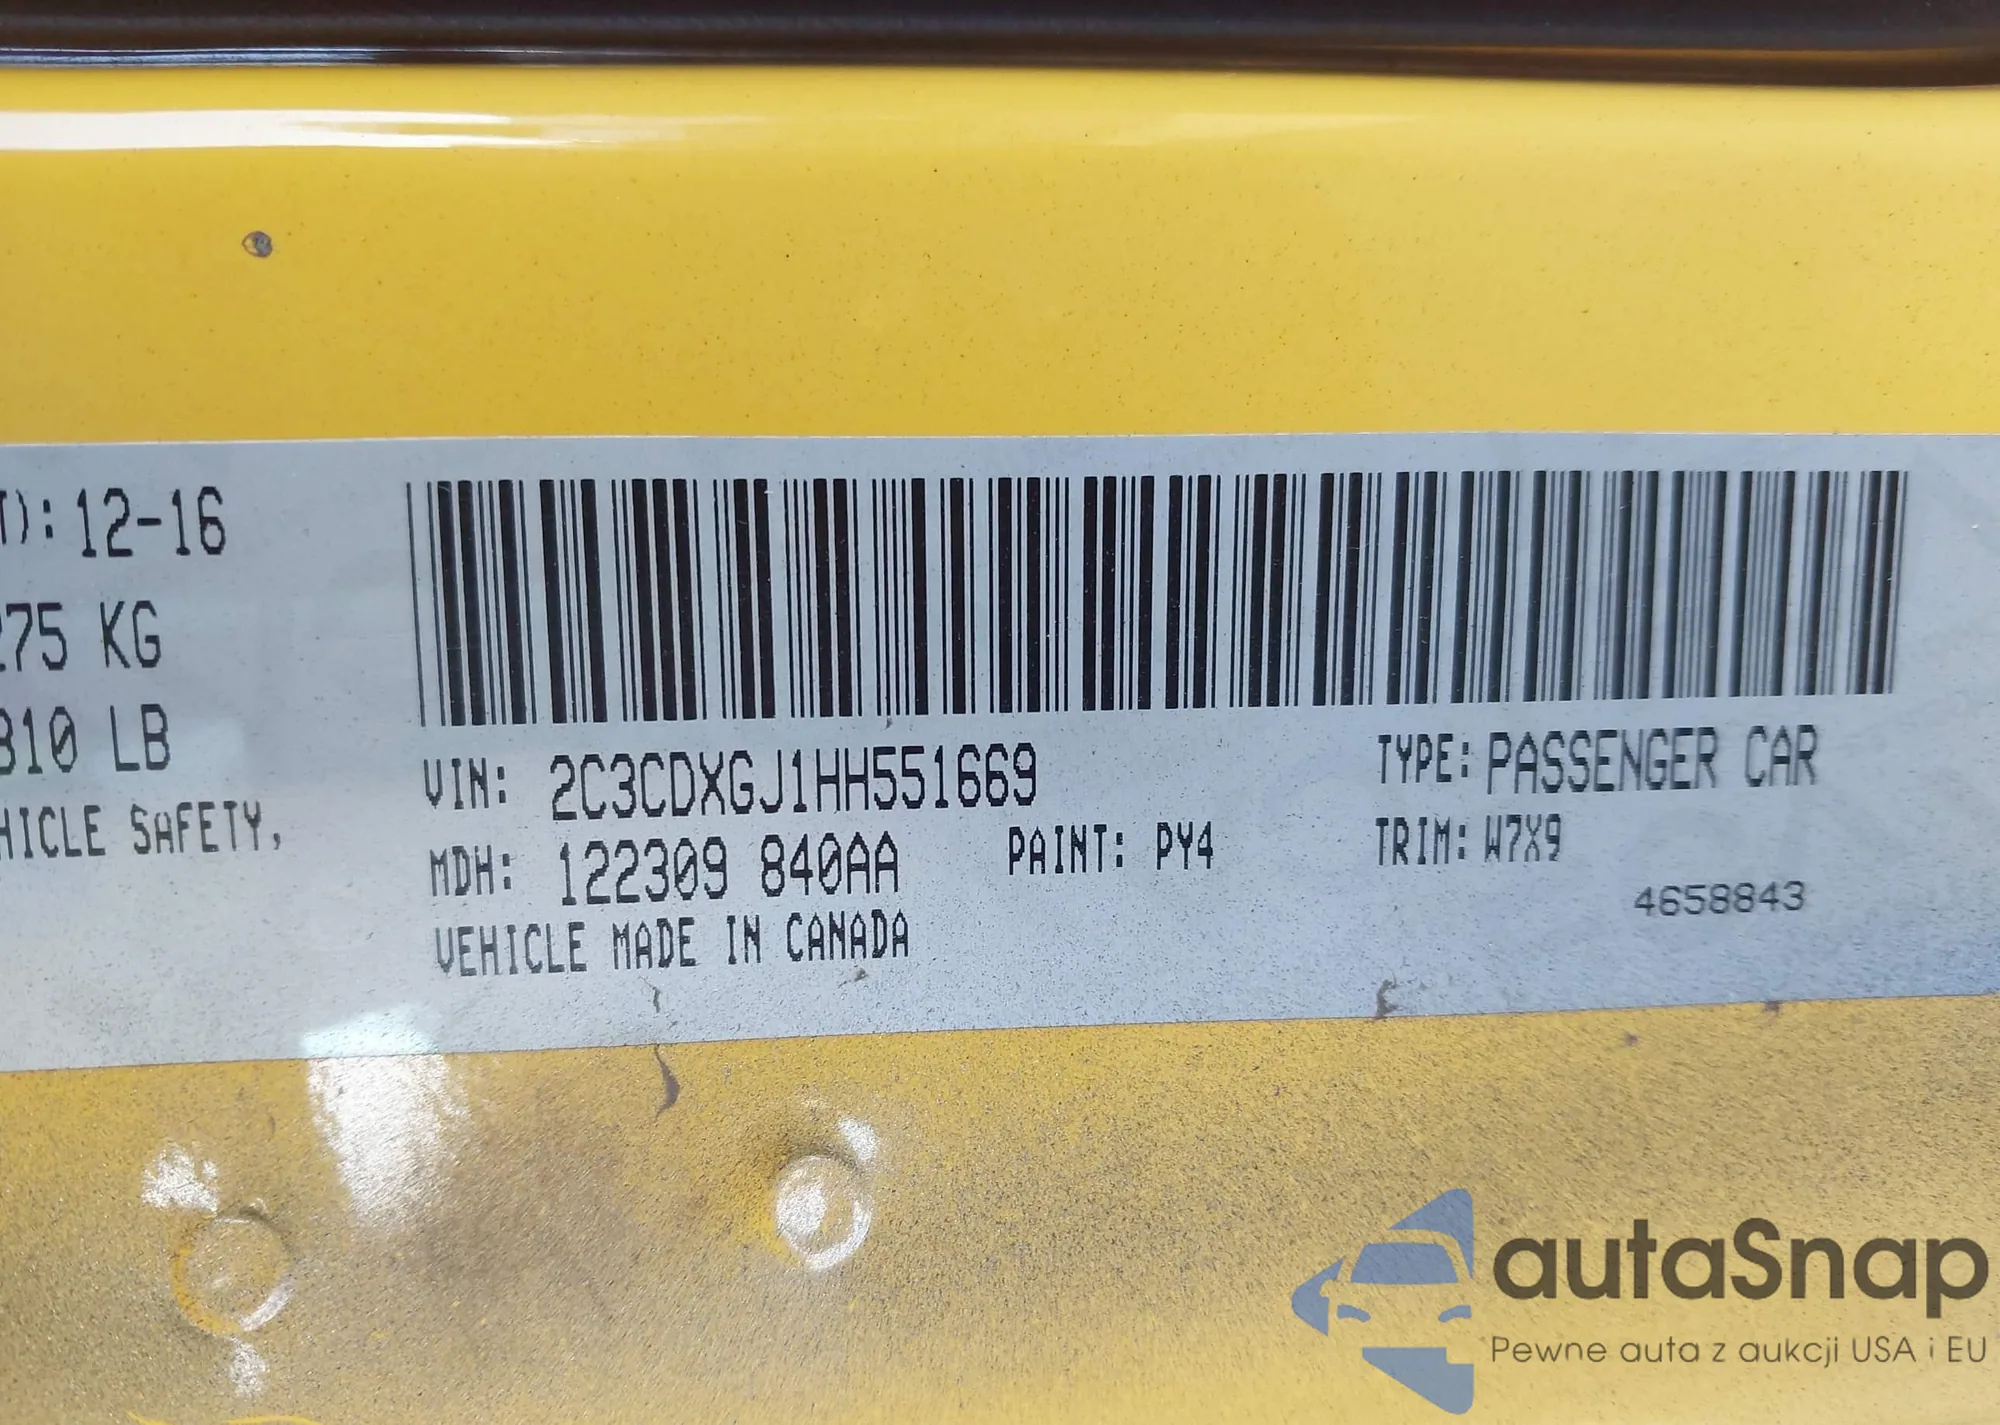 T): 12-16
275 KG
310 LB
HICLE SAFETY,
VIN: 2C3CDXGJ1HH551669
TYPE: PASSENGER CAR
MDH: 122309 840AA
PAINT: PY4
TRIM: W7X9
4658843
VEHICLE MADE IN CANADA
autaSnap
Pewne auta z aukcji USA i EU